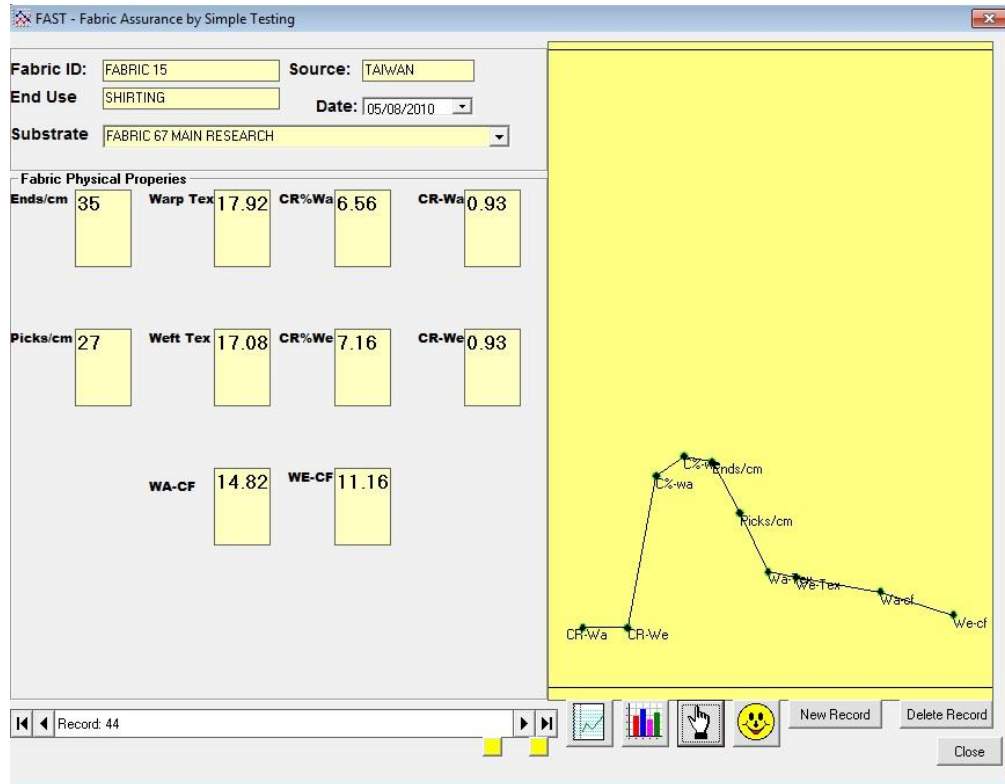 FAST - Fabric Assurance by Simple Testing
Fabric ID: FABRIC 15 Source: TAIWAN
End Use SHIRTING
Date: 05/08/2010
Substrate FABRIC 67 MAIN RESEARCH
Fabric Physical Properies
Ends/cm 35 Warp Tex 17.92 CR%Wa 6.56 CR-Wa 0.93
Picks/cm 27 Weft Tex 17.08 CR%We 7.16 CR-We 0.93
WA-CF 14.82 WE-CF 11.16
C%-we
Ends/cm
C%-wa
Picks/cm
Wa-Tex
We-Tex
Wa-cf
We-cf
CR-Wa
CR-We
Record: 44
New Record
Delete Record
Close